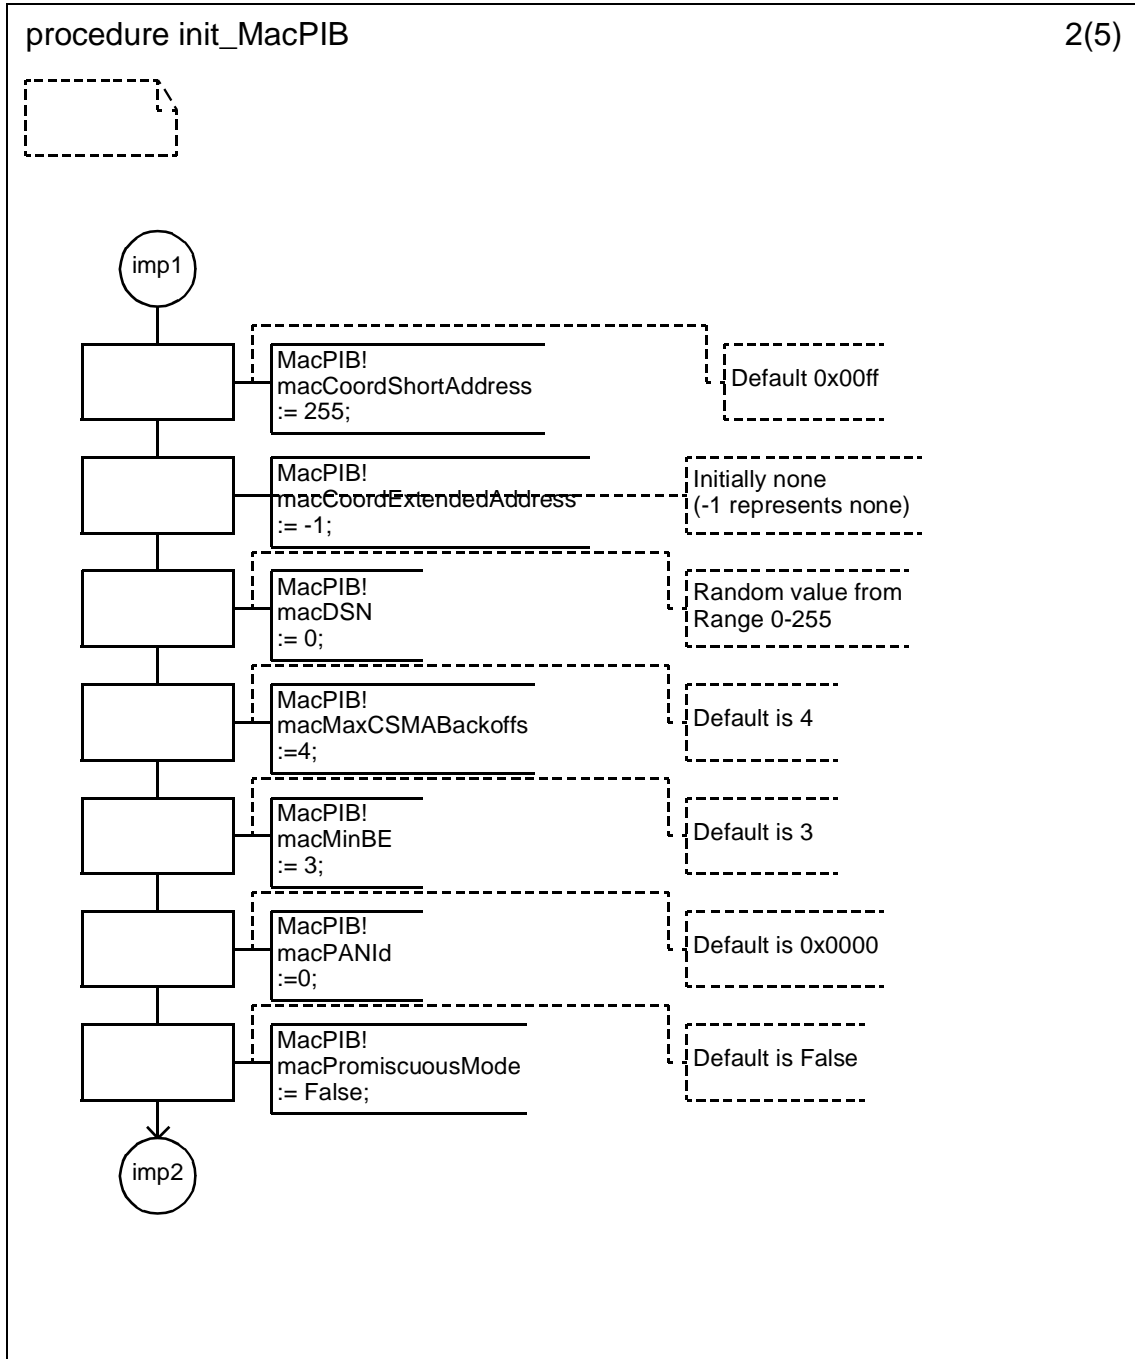 procedure init_MacPIB
2(5)
imp1
MacPIB!
macCoordShortAddress
:= 255;
Default 0x00ff
MacPIB!
macCoordExtendedAddress
:= -1;
Initially none
(-1 represents none)
MacPIB!
macDSN
:= 0;
Random value from
Range 0-255
MacPIB!
macMaxCSMABackoffs
:=4;
Default is 4
MacPIB!
macMinBE
:= 3;
Default is 3
MacPIB!
macPANId
:=0;
Default is 0x0000
MacPIB!
macPromiscuousMode
:= False;
Default is False
imp2